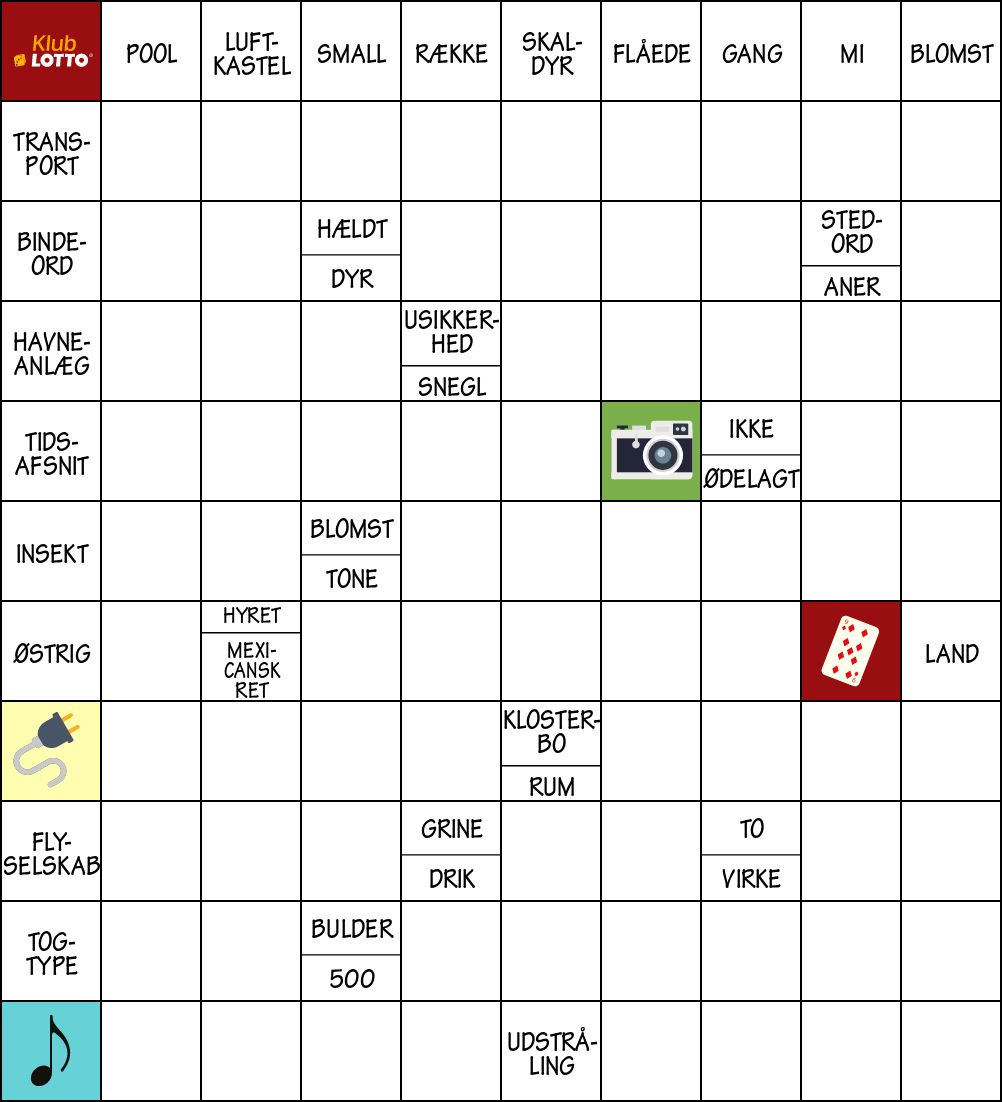 Klub
LOTTO
POOL
LUFT-
KASTEL
SMALL
RÆKKE
SKAL-
DYR
FLÅEDE
GANG
MI
BLOMST
TRANS-
PORT
BINDE-
ORD
HÆLDT
DYR
STED-
ORD
ANER
HAVNE-
ANLÆG
USIKKER-
HED
SNEGL
TIDS-
AFSNIT
IKKE
ØDELAGT
INSEKT
BLOMST
TONE
ØSTRIG
HYRET
MEXI-
CANSK
RET
LAND
KLOSTER-
BO
RUM
FLY-
SELSKAB
GRINE
DRIK
TO
VIRKE
TOG-
TYPE
BULDER
500
UDSTRÅ-
LING